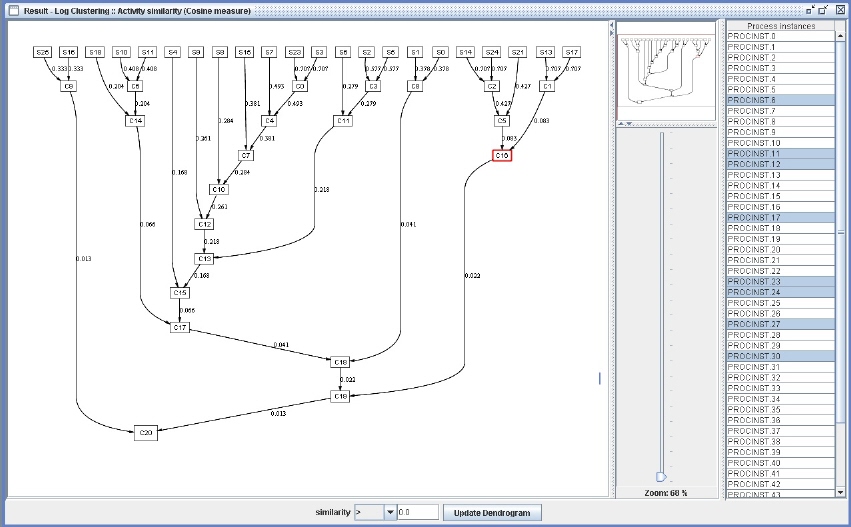 Result - Log Clustering :: Activity similarity (Cosine measure)
S16 S18 S10 S11 S4 S9 S8 S16 S7 S23 S3 S2 S1 S0 S14 S24 S21 S13 S17
0.333 0.333 0.204 0.408 0.408 0.493 0.707 0.707 0.279 0.577 0.577 0.378 0.378 0.707 0.707 0.427 0.707 0.707
C0 C2 C1
0.204 0.381 0.493 0.279 0.427
C14 C4 C11 C5
0.284 0.083 0.083
0.261 0.381
C7 C16
0.168 0.284
C10
0.218
0.261
C12
0.066 0.041
0.218
0.013 C13
0.168 0.022
C15
0.066
C17
0.041
C18
0.022
0.013
C20
Zoom: 68 %
similarity > 0.0 Update Dendrogram
Process instances
PROCINST.0
PROCINST.1
PROCINST.2
PROCINST.3
PROCINST.4
PROCINST.5
PROCINST.6
PROCINST.7
PROCINST.8
PROCINST.9
PROCINST.10
PROCINST.11
PROCINST.12
PROCINST.13
PROCINST.14
PROCINST.15
PROCINST.16
PROCINST.17
PROCINST.18
PROCINST.19
PROCINST.20
PROCINST.21
PROCINST.22
PROCINST.23
PROCINST.24
PROCINST.25
PROCINST.26
PROCINST.27
PROCINST.28
PROCINST.29
PROCINST.30
PROCINST.31
PROCINST.32
PROCINST.33
PROCINST.34
PROCINST.35
PROCINST.36
PROCINST.37
PROCINST.38
PROCINST.39
PROCINST.40
PROCINST.41
PROCINST.42
PROCINST.43